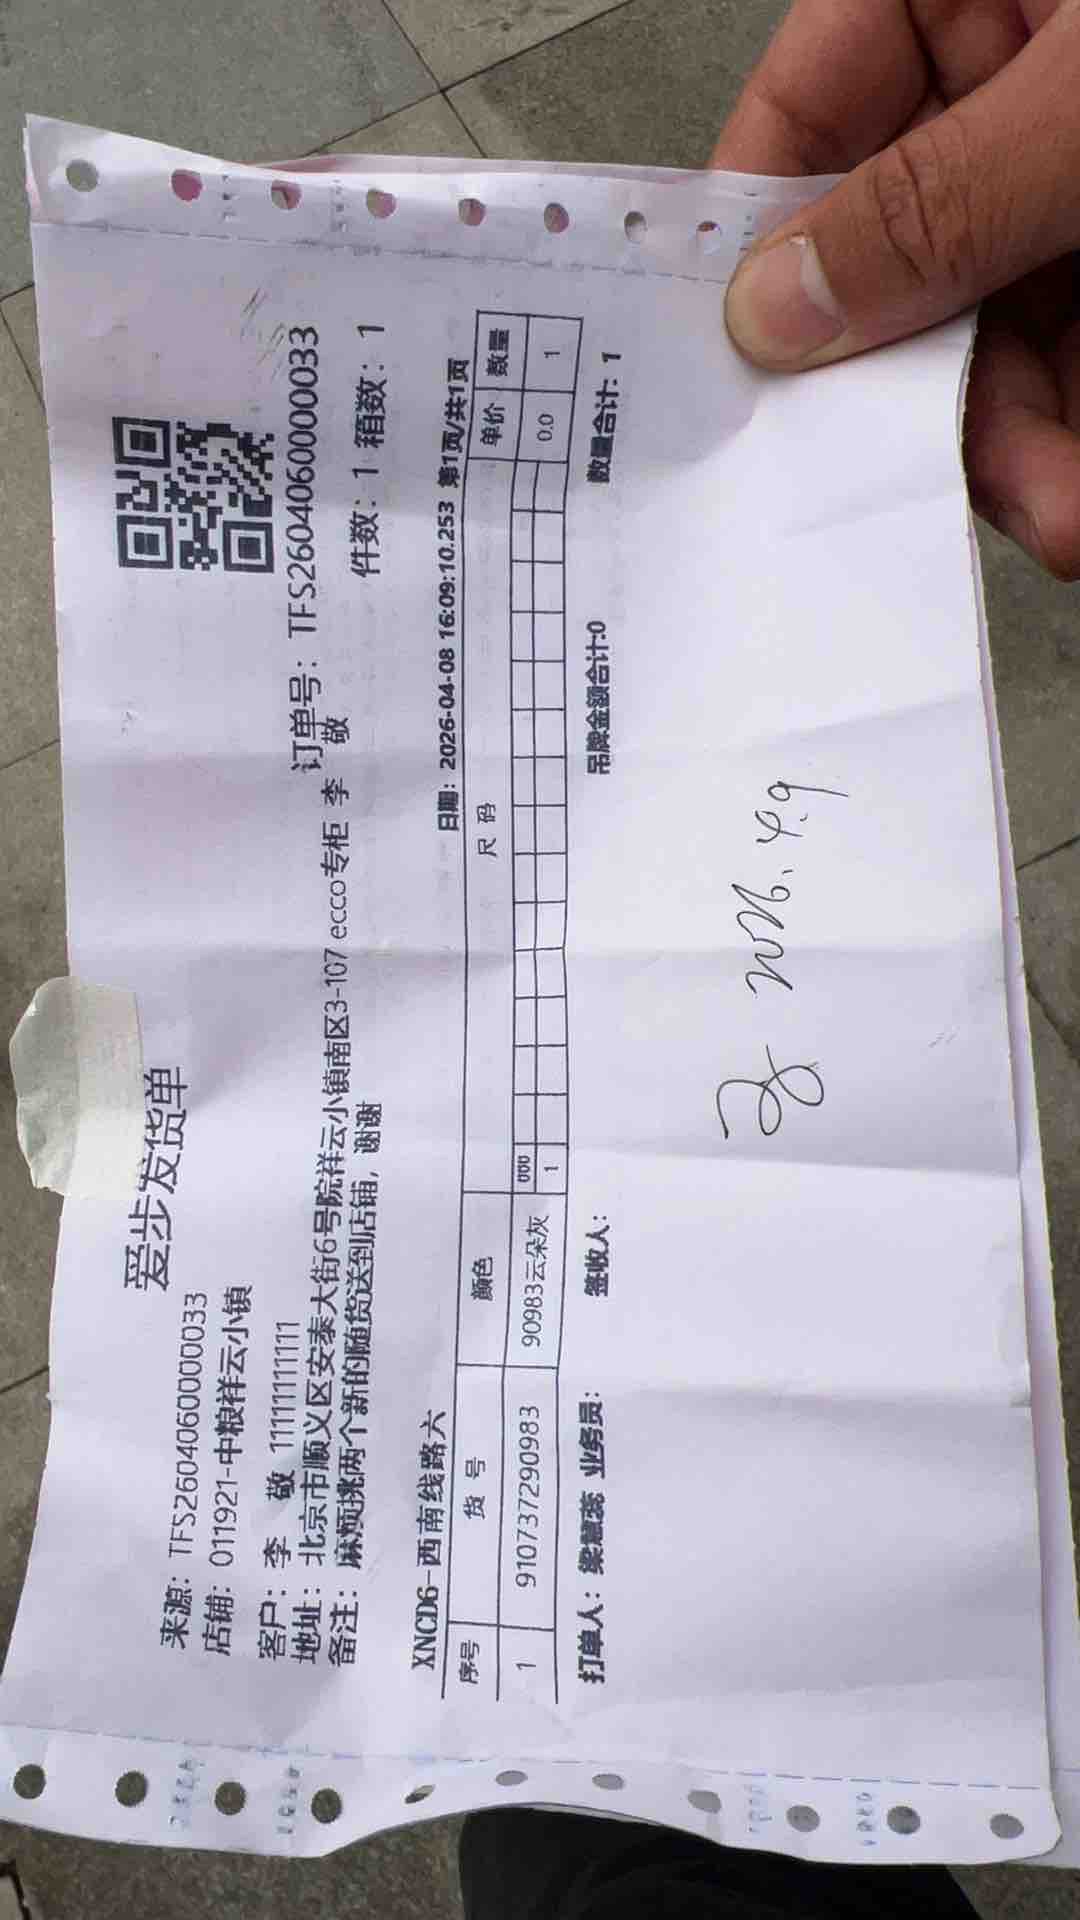 爱步发货单
来源：TFS260406000033
店铺：011921-中粮祥云小镇
订单号：TFS260406000033
客户：李 敬 11111111111
件数：1 箱数：1
地址：北京市顺义区安泰大街6号院祥云小镇南区3-107 ecco专柜 李 敬
备注：麻烦挑两个新的随货送到店铺，谢谢
XNCD6-西南线路六
日期：2026-04-08 16:09:10.253 第1页/共1页
序号 货号 颜色 尺码 单价 数量
000
1 910737290983 90983云朵灰 1 0.0 1
打单人：梁慧蕊 业务员： 签收人： 吊牌金额合计:0 数量合计：1
4.9